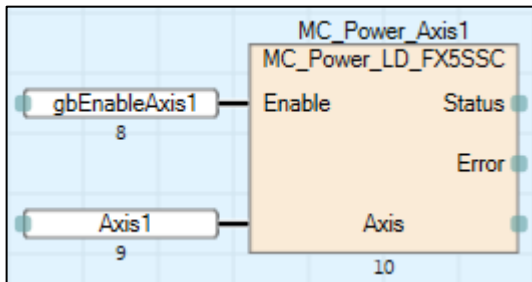 MC_Power_Axis1
MC_Power_LD_FX5SSC
gbEnableAxis1 Enable Status
8
Error
Axis1 Axis
9
10